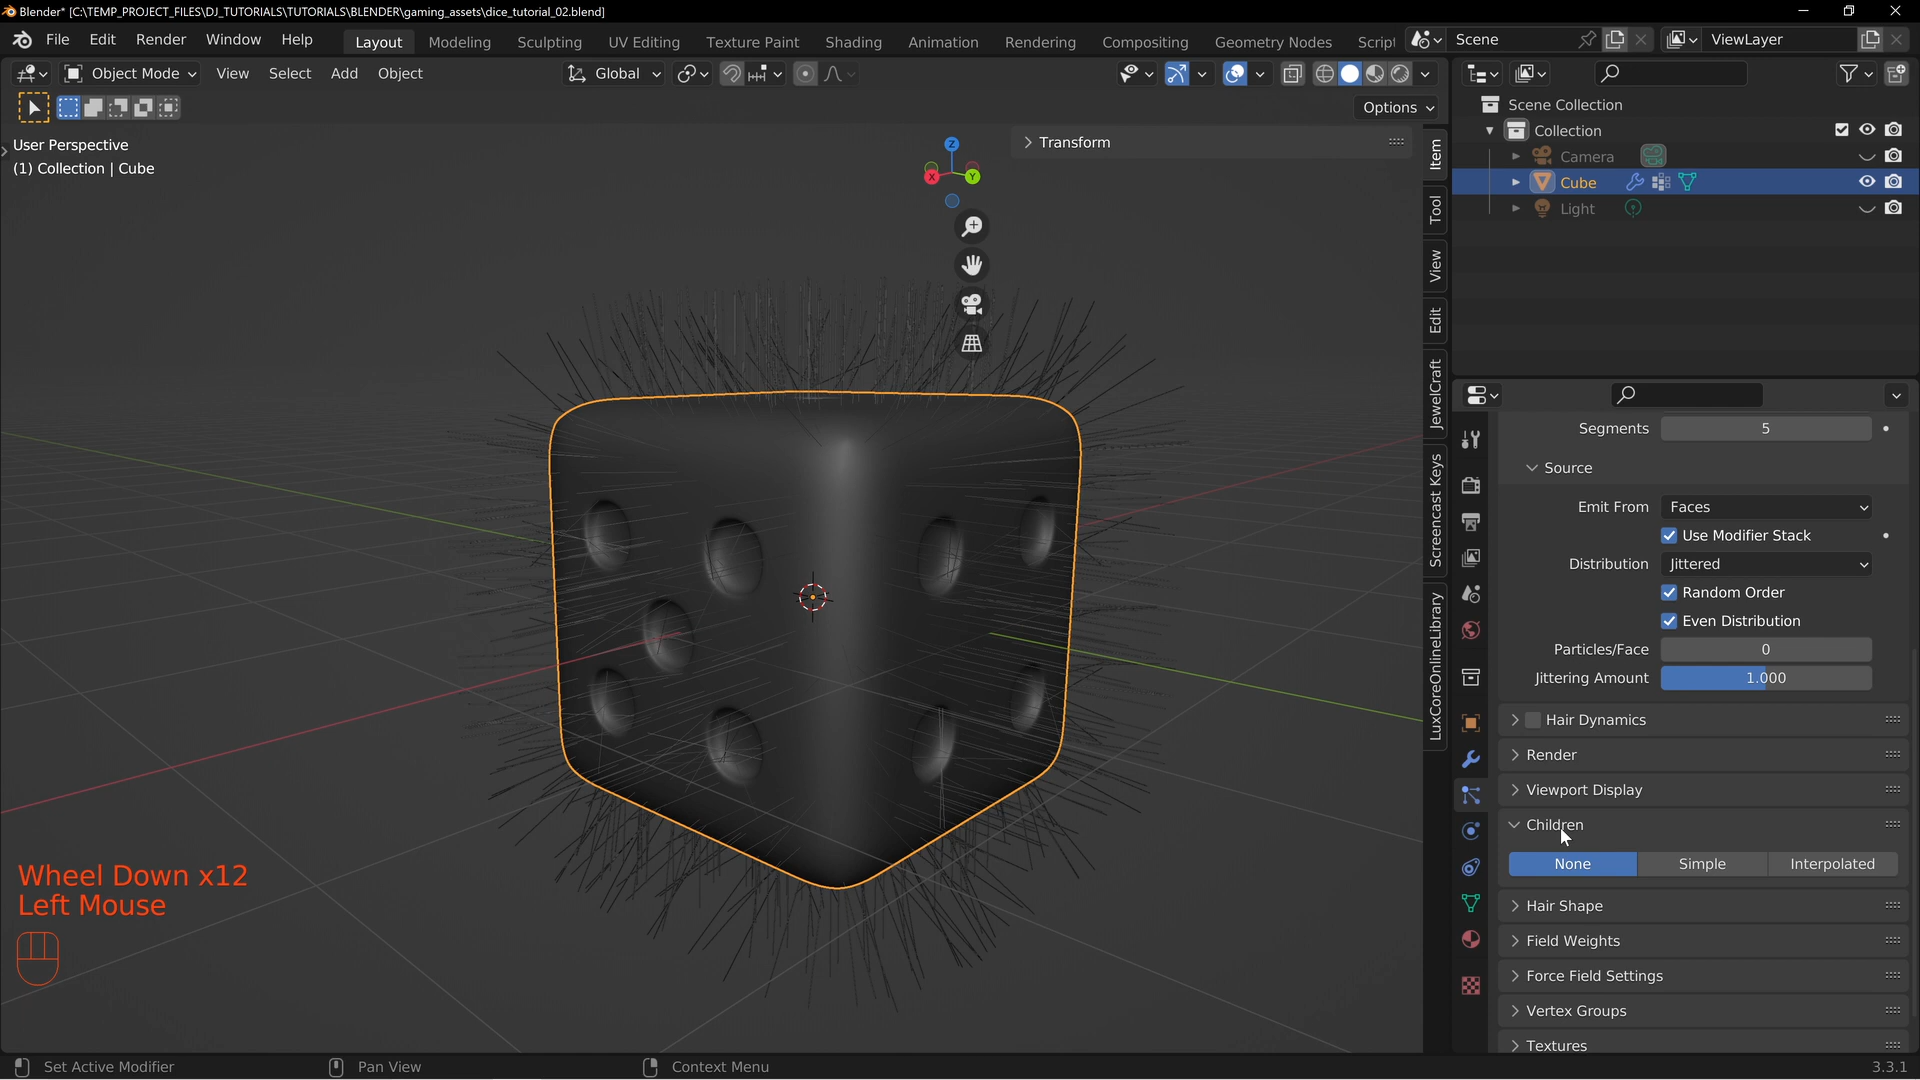 Blender* [C:\TEMP_PROJECT_FILES\DJ_TUTORIALS\TUTORIALS\BLENDER\gaming_assets\dice_tutorial_02.blend]
File Edit Render Window Help Layout Modeling Sculpting UV Editing Texture Paint Shading Animation Rendering Compositing Geometry Nodes Script Scene ViewLayer
Object Mode View Select Add Object Global
Options
User Perspective
(1) Collection | Cube
Transform
Z
X
Y
Item
Tool
View
Edit
JewelCraft
Screencast Keys
LuxCoreOnlineLibrary
Scene Collection
Collection
Camera
Cube
Light
Segments 5
Source
Emit From Faces
Use Modifier Stack
Distribution Jittered
Random Order
Even Distribution
Particles/Face 0
Jittering Amount 1.000
Hair Dynamics
Render
Viewport Display
Children
None Simple Interpolated
Hair Shape
Field Weights
Force Field Settings
Vertex Groups
Textures
Wheel Down x12
Left Mouse
Set Active Modifier Pan View Context Menu 3.3.1